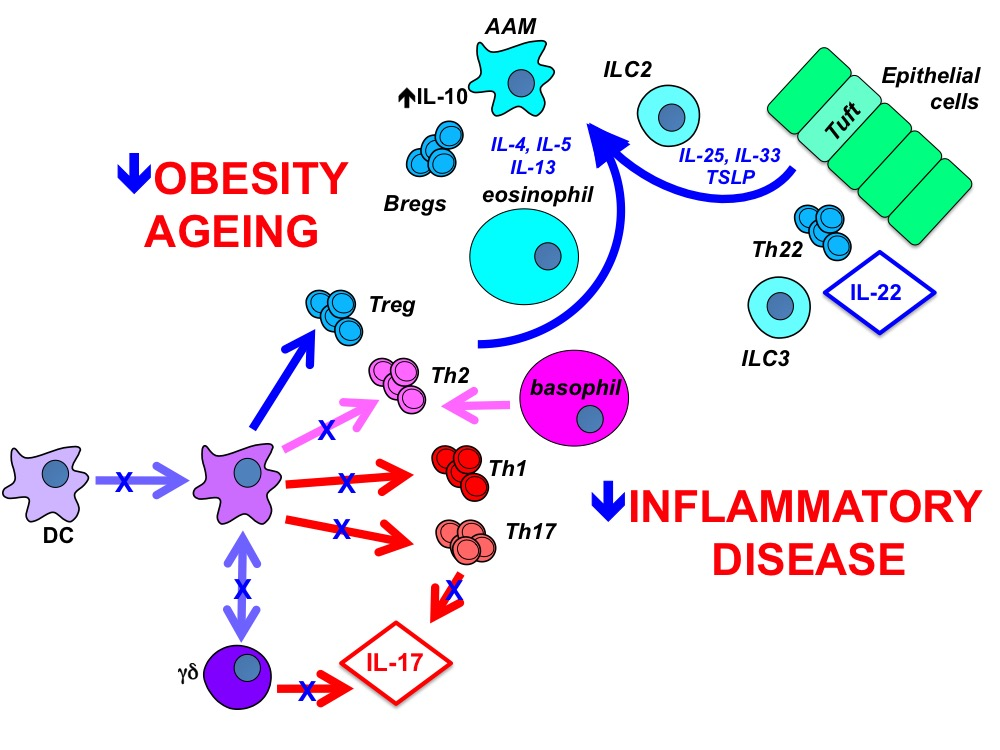 AAM
ILC2
Epithelial
cells
↑IL-10
Tuft
IL-4, IL-5
IL-13
IL-25, IL-33
TSLP
↓OBESITY
AGEING
Bregs
eosinophil
Th22
IL-22
Treg
ILC3
Th2
basophil
X
X
Th1
X
↓INFLAMMATORY
DISEASE
DC
X
Th17
X
X
γδ
IL-17
X